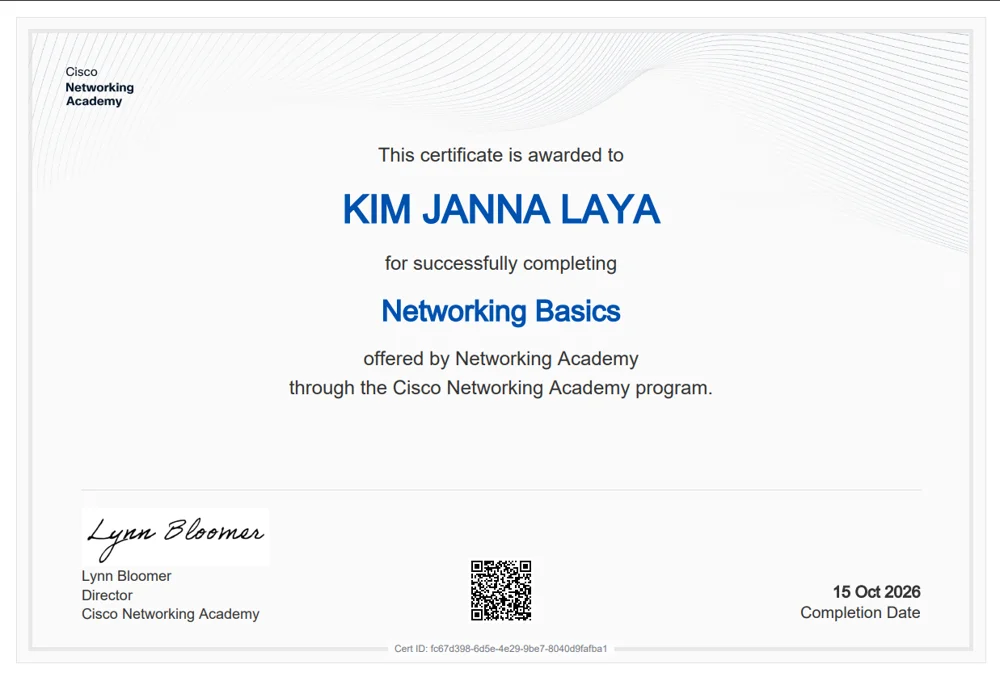 Cisco
Networking
Academy
This certificate is awarded to
KIM JANNA LAYA
for successfully completing
Networking Basics
offered by Networking Academy
through the Cisco Networking Academy program.
Lynn Bloomer
Lynn Bloomer
Director
Cisco Networking Academy
15 Oct 2026
Completion Date
Cert ID: fc67d398-6d5e-4e29-9be7-8040d9fafba1